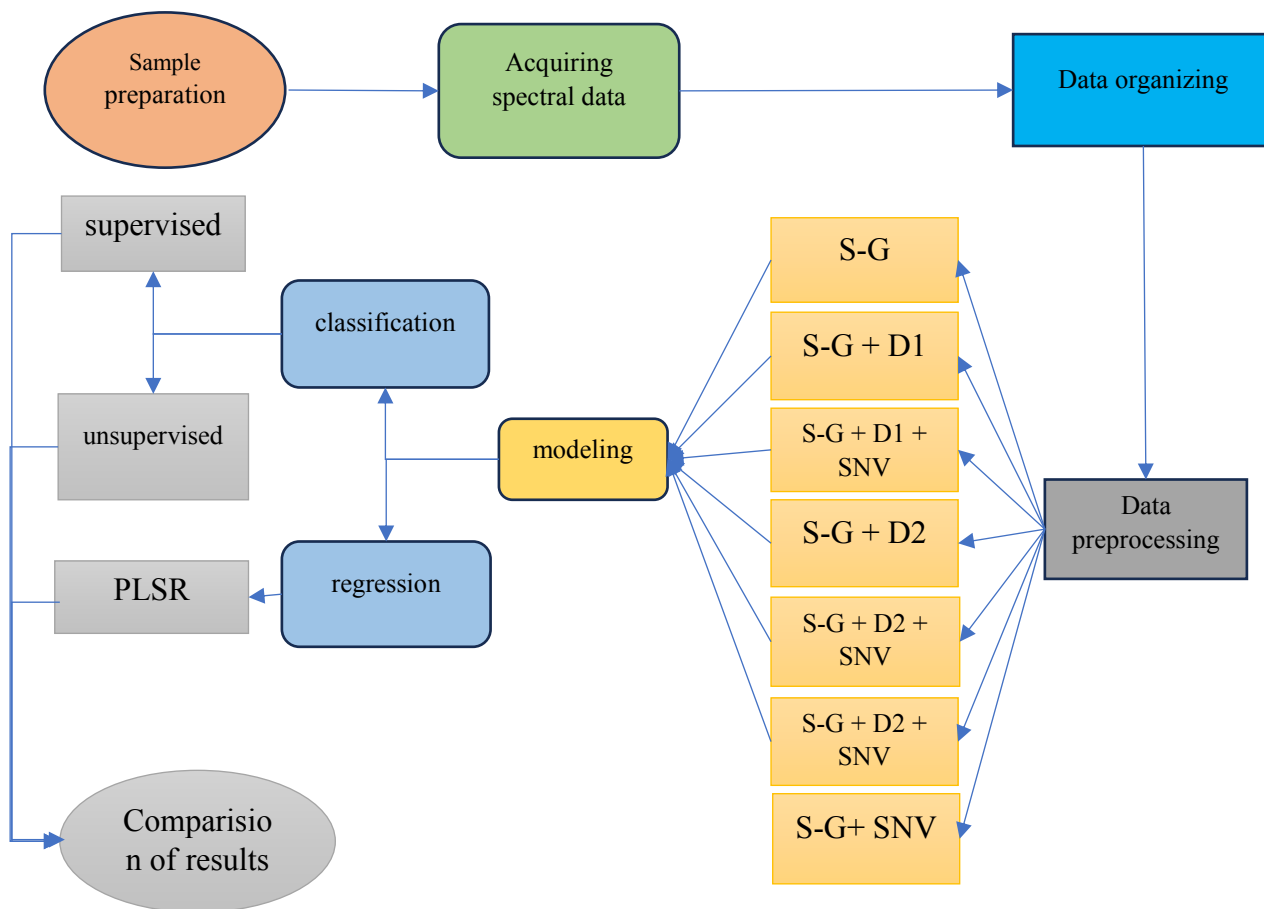 Sample
preparation
Acquiring
spectral data
Data organizing
supervised
classification
unsupervised
modeling
regression
PLSR
S-G
S-G + D1
S-G + D1 +
SNV
S-G + D2
S-G + D2 +
SNV
S-G + D2 +
SNV
S-G+ SNV
Data
preprocessing
Comparisio
n of results